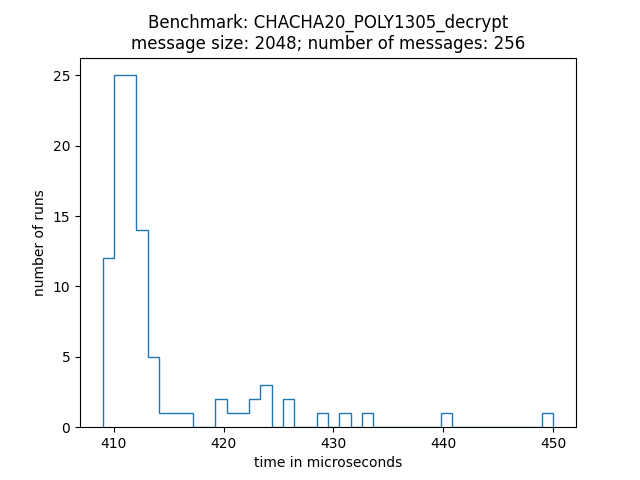 Benchmark: CHACHA20_POLY1305_decrypt
message size: 2048; number of messages: 256
number of runs
25
20
15
10
5
0
410 420 430 440 450
time in microseconds